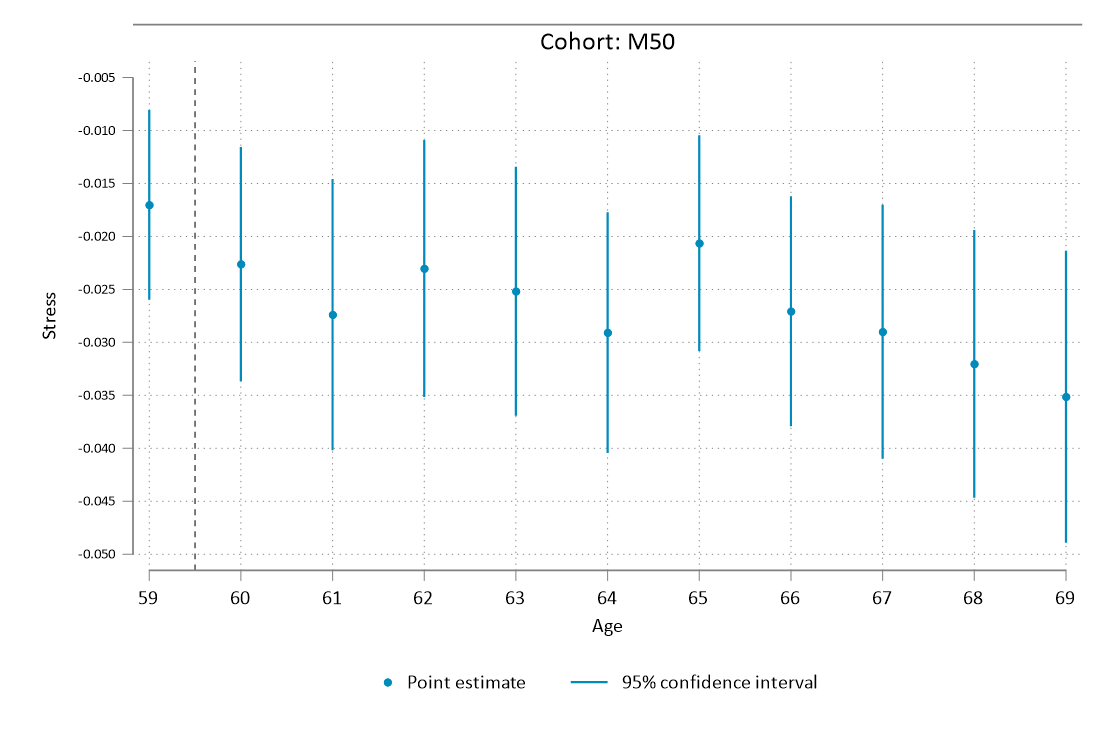 Cohort: M50
-0.005
-0.010
-0.015
-0.020
-0.025
-0.030
-0.035
-0.040
-0.045
-0.050
Stress
59 60 61 62 63 64 65 66 67 68 69
Age
Point estimate 95% confidence interval